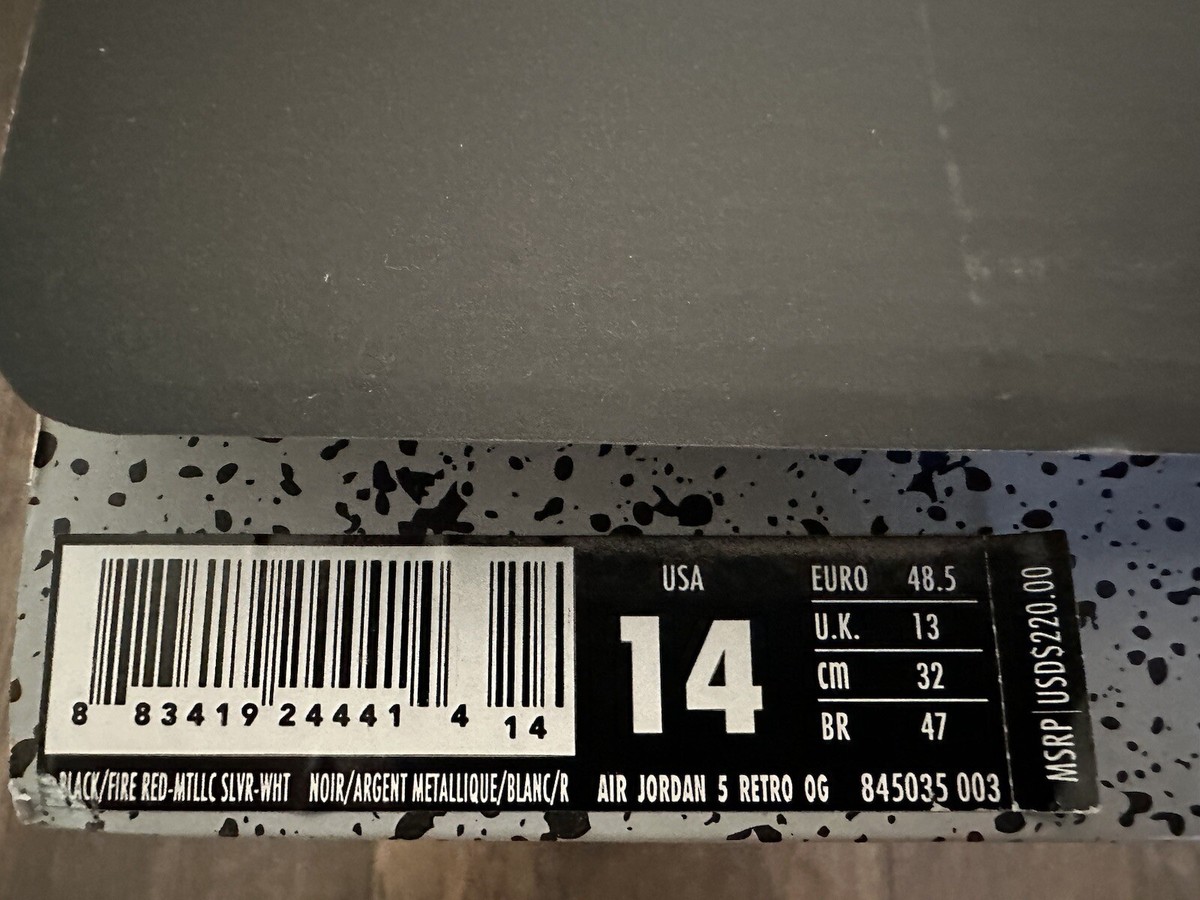 USA
14
EURO 48.5
U.K. 13
cm 32
BR 47
MSRP|USD$220.00
8 83419 24441 4 14
BLACK/FIRE RED-MTLLC SLVR-WHT NOIR/ARGENT METALLIQUE/BLANC/R AIR JORDAN 5 RETRO OG 845035 003